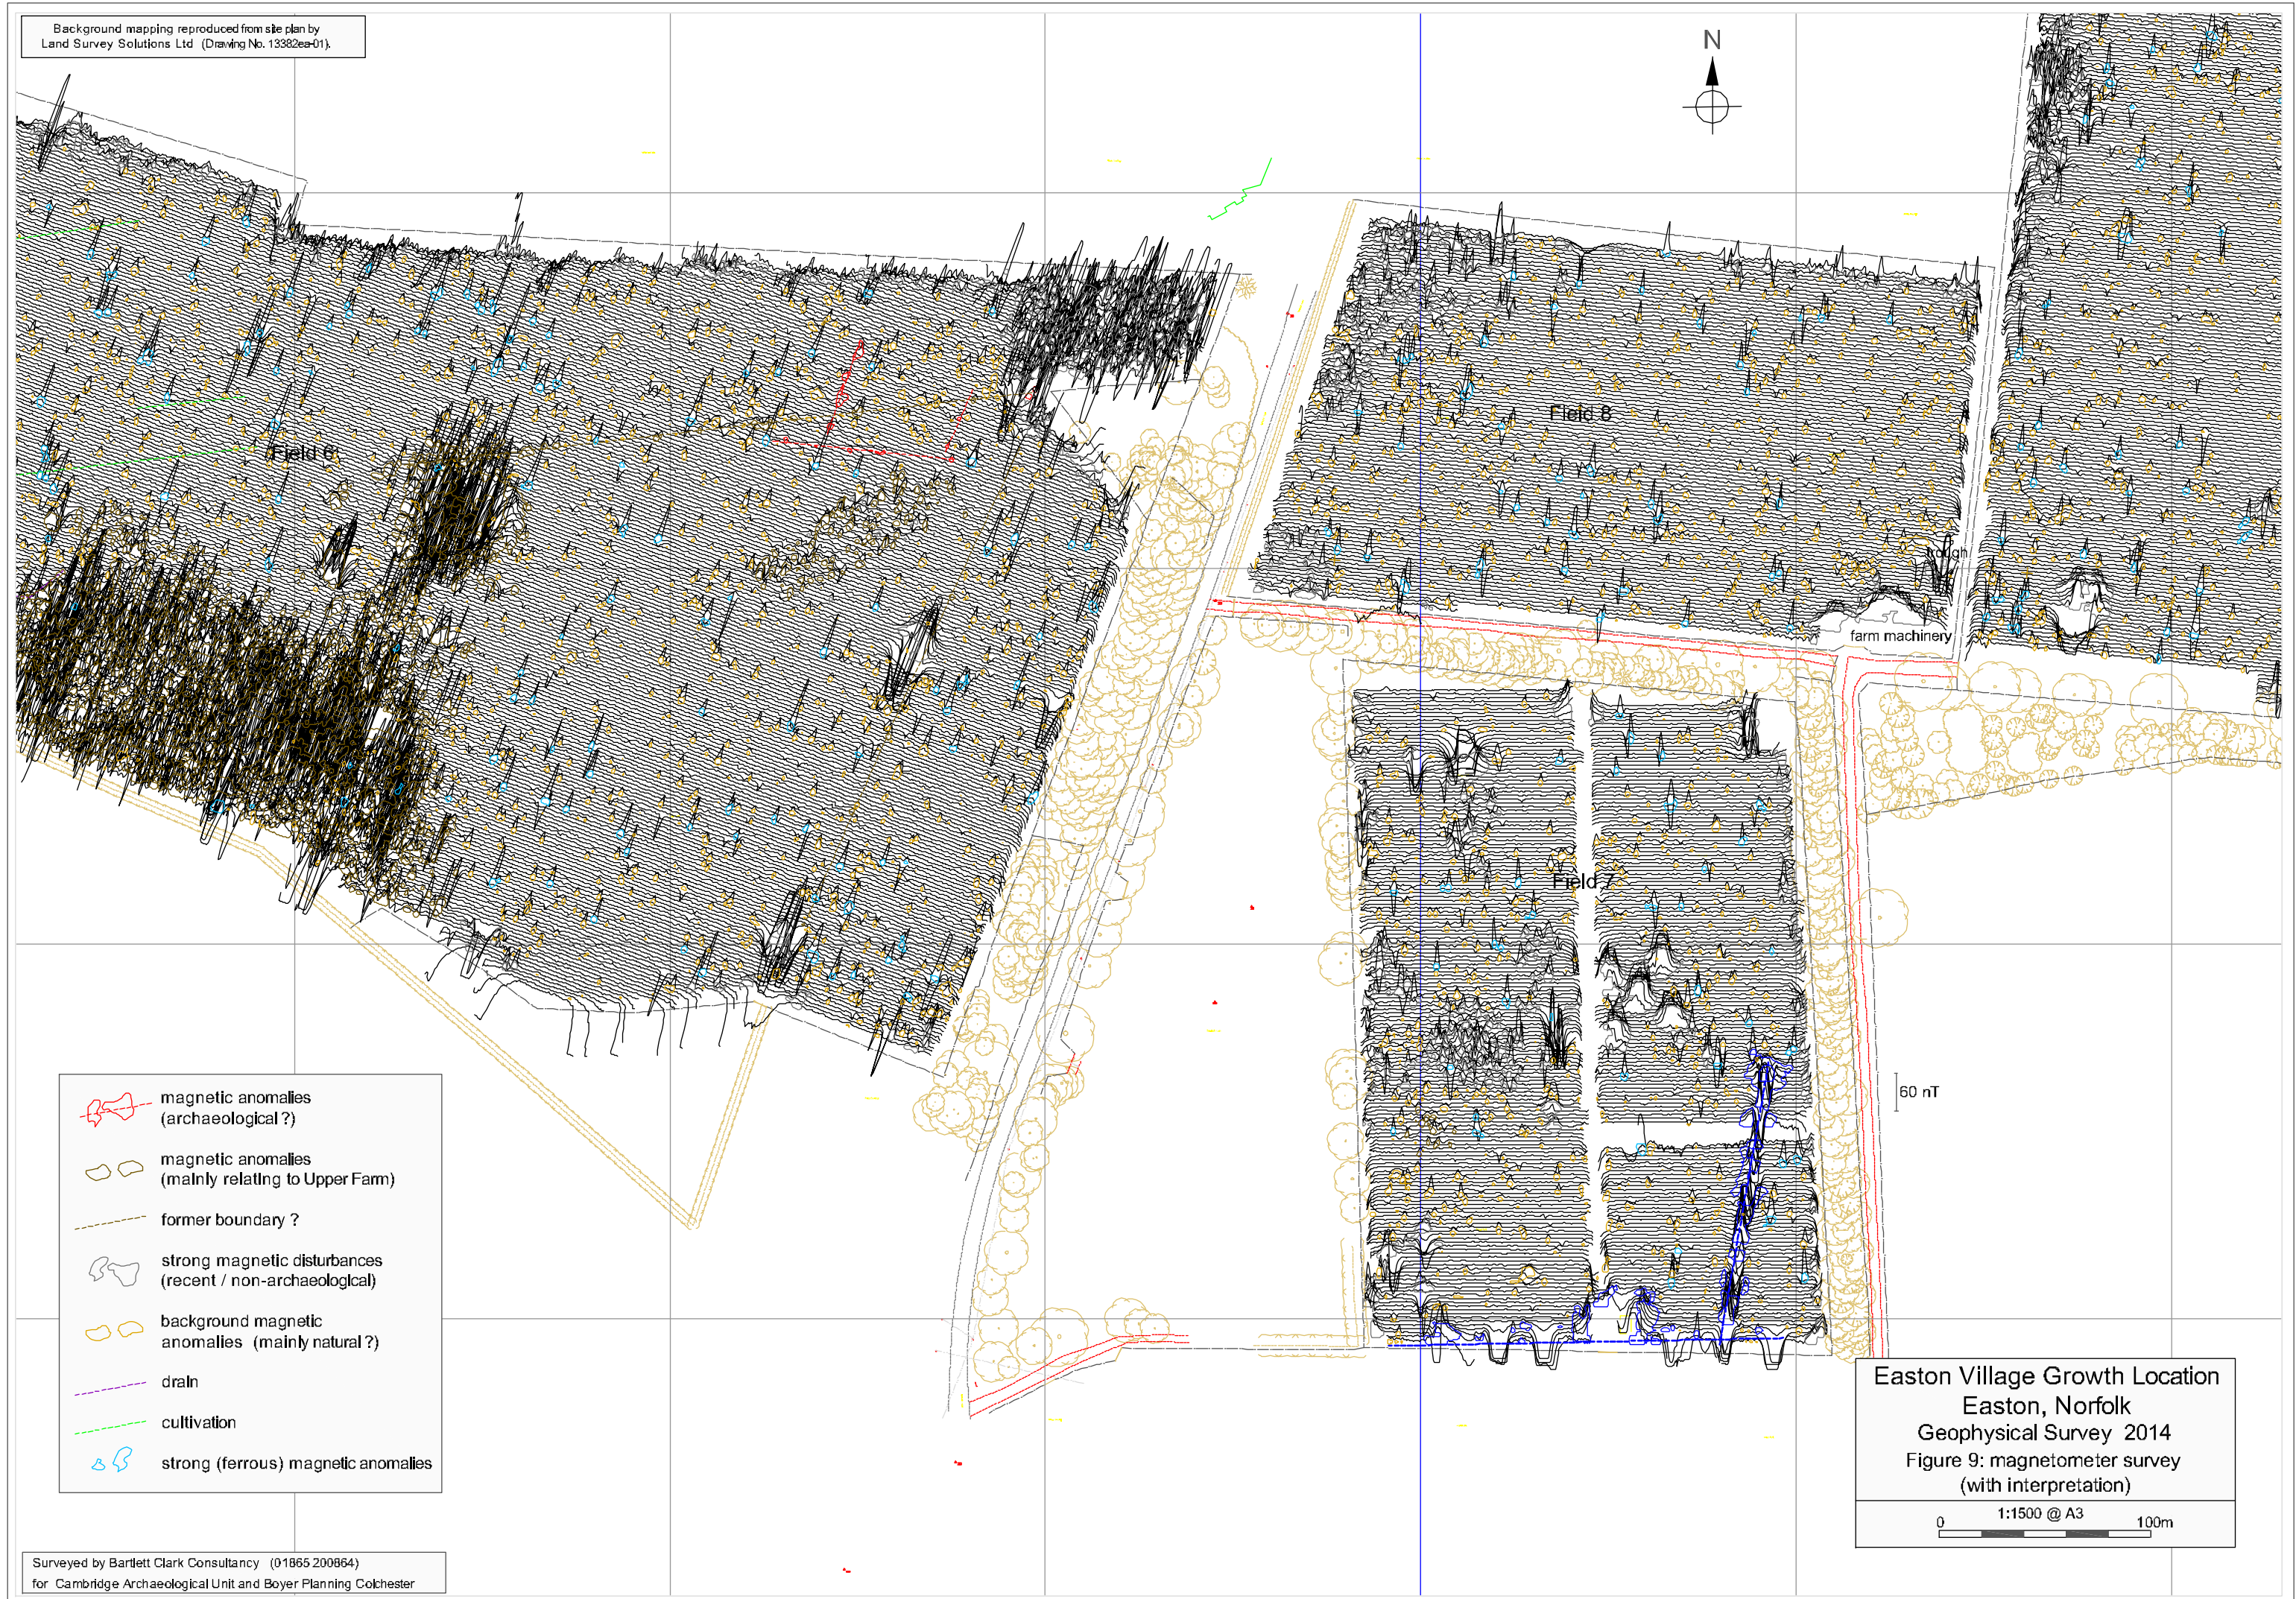 Background mapping reproduced from site plan by
Land Survey Solutions Ltd (Drawing No. 13382ea-01).
N
Field 6
Field 8
trough
farm machinery
Field 7
60 nT
magnetic anomalies
(archaeological ?)
magnetic anomalies
(mainly relating to Upper Farm)
former boundary ?
strong magnetic disturbances
(recent / non-archaeological)
background magnetic
anomalies (mainly natural ?)
drain
cultivation
strong (ferrous) magnetic anomalies
Easton Village Growth Location
Easton, Norfolk
Geophysical Survey 2014
Figure 9: magnetometer survey
(with interpretation)
1:1500 @ A3
0 100m
Surveyed by Bartlett Clark Consultancy (01865 200864)
for Cambridge Archaeological Unit and Boyer Planning Colchester